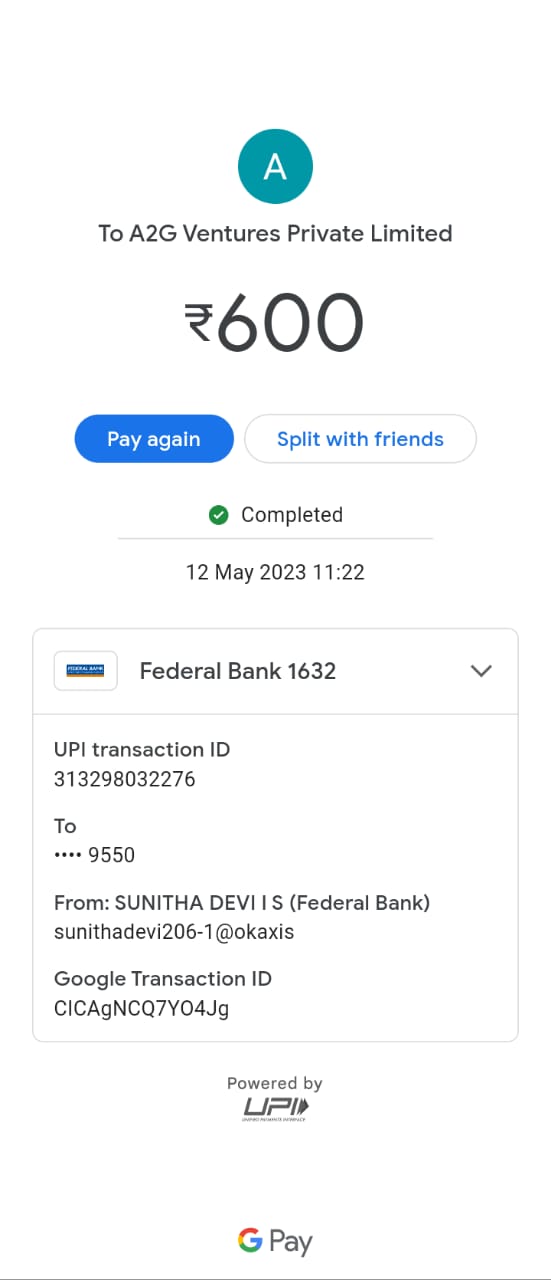 A
To A2G Ventures Private Limited
₹600
Pay again
Split with friends
Completed
12 May 2023 11:22
FEDERAL BANK
Federal Bank 1632
UPI transaction ID
313298032276
To
•••• 9550
From: SUNITHA DEVI I S (Federal Bank)
sunithadevi206-1@okaxis
Google Transaction ID
CICAgNCQ7YO4Jg
Powered by
UPI
UNIFIED PAYMENTS INTERFACE
G Pay